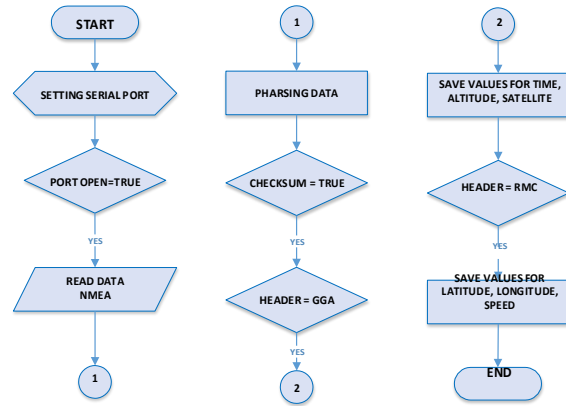 START
SETTING SERIAL PORT
PORT OPEN=TRUE
YES
READ DATA
NMEA
1
1
PHARSING DATA
CHECKSUM = TRUE
YES
HEADER = GGA
YES
2
2
SAVE VALUES FOR TIME,
ALTITUDE, SATELLITE
HEADER = RMC
YES
SAVE VALUES FOR
LATITUDE, LONGITUDE,
SPEED
END